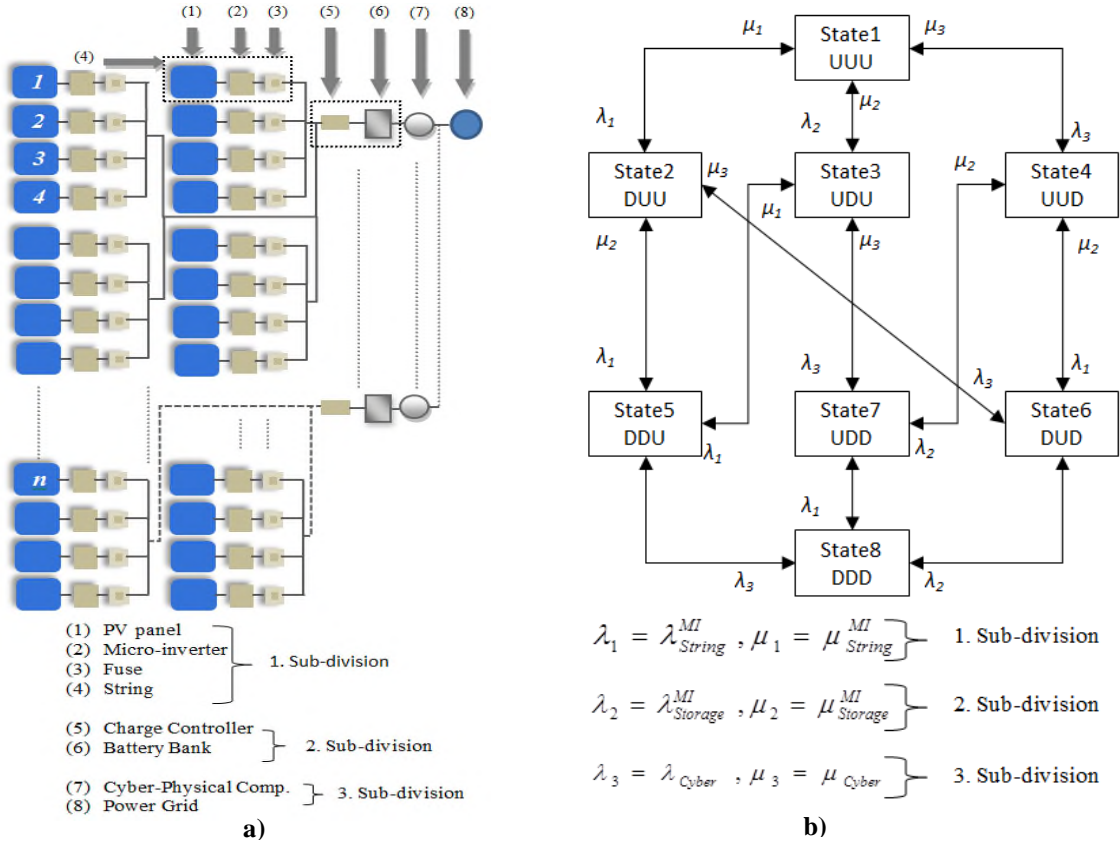 (1) (2) (3) (5) (6) (7) (8)
(4)
1
2
3
4
n
(1) PV panel
(2) Micro-inverter
(3) Fuse
(4) String
1. Sub-division
(5) Charge Controller
(6) Battery Bank
2. Sub-division
(7) Cyber-Physical Comp.
(8) Power Grid
3. Sub-division
a)
State1
UUU
μ1
μ3
μ2
λ1
λ2
λ3
State2
DUU
μ3
State3
UDU
μ1
μ2
State4
UUD
μ2
μ3
μ2
λ1
λ3
λ3
λ1
State5
DDU
λ1
State7
UDD
λ2
State6
DUD
λ1
State8
DDD
λ3
λ2
λ1 = λ^MI_String , μ1 = μ^MI_String
1. Sub-division
λ2 = λ^MI_Storage , μ2 = μ^MI_Storage
2. Sub-division
λ3 = λ_Cyber , μ3 = μ_Cyber
3. Sub-division
b)